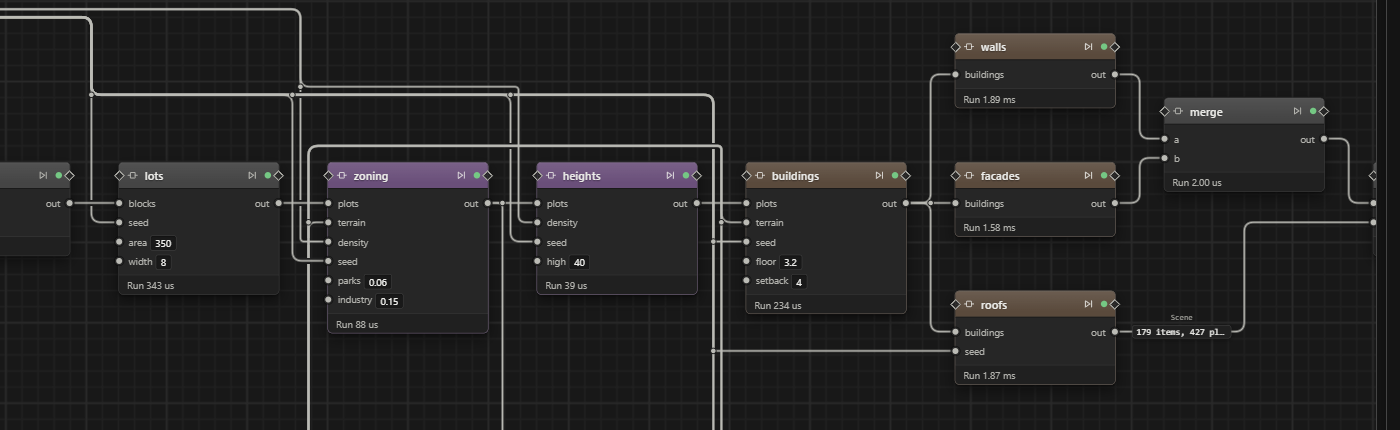 out
lots
blocks
out
seed
area 350
width 8
Run 343 us
zoning
plots
out
terrain
density
seed
parks 0.06
industry 0.15
Run 88 us
heights
plots
out
density
seed
high 40
Run 39 us
buildings
plots
out
terrain
seed
floor 3.2
setback 4
Run 234 us
walls
buildings
out
Run 1.89 ms
facades
buildings
out
Run 1.58 ms
roofs
buildings
out
seed
Run 1.87 ms
merge
a
out
b
Run 2.00 us
Scene
179 items, 427 pl…